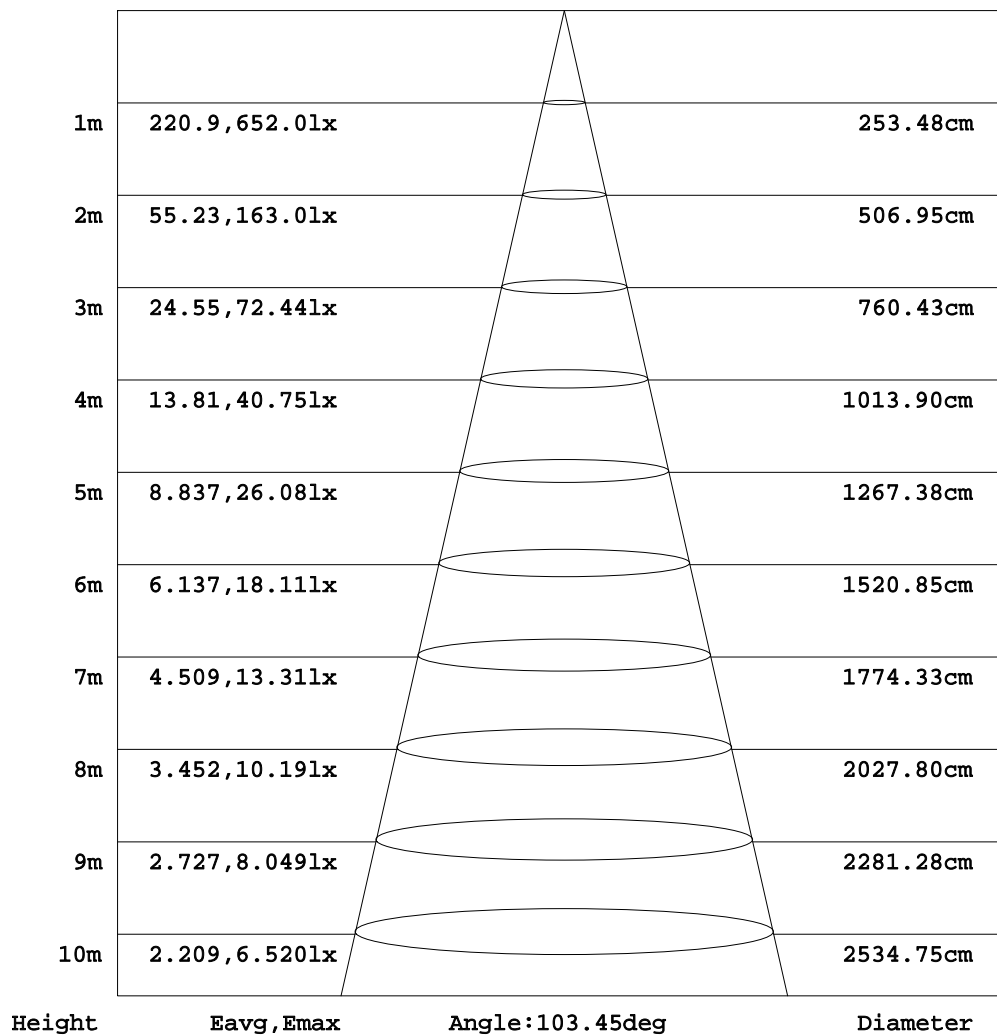 1m 220.9,652.0lx 253.48cm
2m 55.23,163.0lx 506.95cm
3m 24.55,72.44lx 760.43cm
4m 13.81,40.75lx 1013.90cm
5m 8.837,26.08lx 1267.38cm
6m 6.137,18.11lx 1520.85cm
7m 4.509,13.31lx 1774.33cm
8m 3.452,10.19lx 2027.80cm
9m 2.727,8.049lx 2281.28cm
10m 2.209,6.520lx 2534.75cm
Height Eavg,Emax Angle:103.45deg Diameter